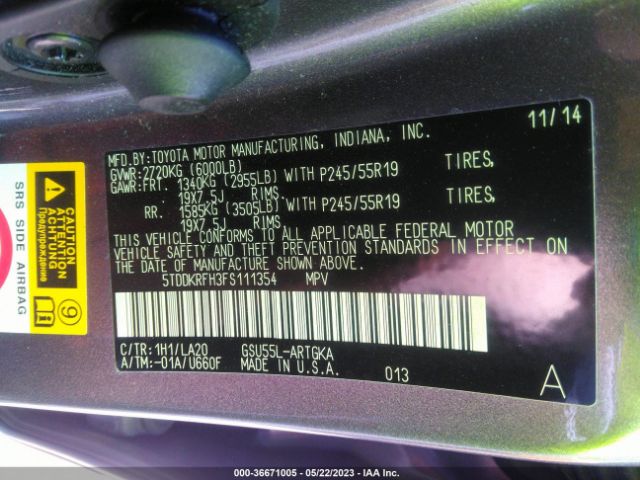 SRS SIDE AIRBAG
CAUTION
ATTENTION
ACHTUNG
Предупреждение
9
11/14
MFD.BY:TOYOTA MOTOR MANUFACTURING, INDIANA, INC.
GVWR:2720KG (6000LB)
GAWR:FRT. 1340KG (2955LB) WITH P245/55R19 TIRES,
19X7.5J RIMS
RR. 1585KG (3505LB) WITH P245/55R19 TIRES,
19X7.5J RIMS
THIS VEHICLE CONFORMS TO ALL APPLICABLE FEDERAL MOTOR
VEHICLE SAFETY AND THEFT PREVENTION STANDARDS IN EFFECT ON
THE DATE OF MANUFACTURE SHOWN ABOVE.
5TDDKRFH3FS111354 MPV
C/TR:1H1/LA20 GSU55L-ARTGKA
A/TM:-01A/U660F MADE IN U.S.A.
013
A
000-36671005 - 05/22/2023 - IAA Inc.